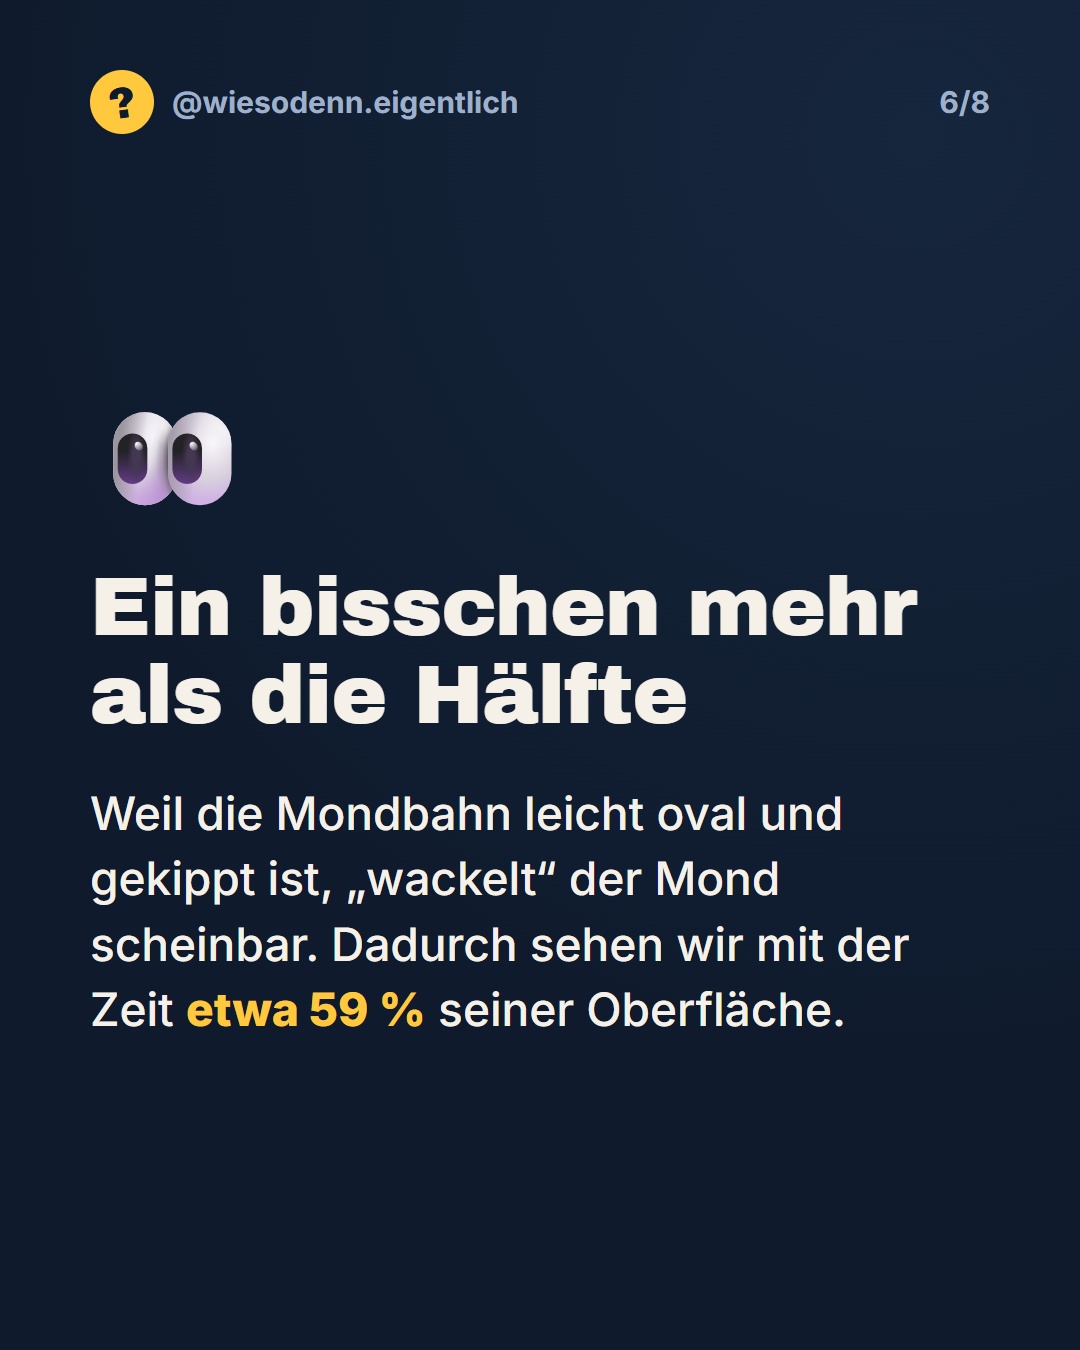 ?
@wiesodenn.eigentlich
6/8
Ein bisschen mehr
als die Hälfte
Weil die Mondbahn leicht oval und
gekippt ist, „wackelt“ der Mond
scheinbar. Dadurch sehen wir mit der
Zeit etwa 59 % seiner Oberfläche.